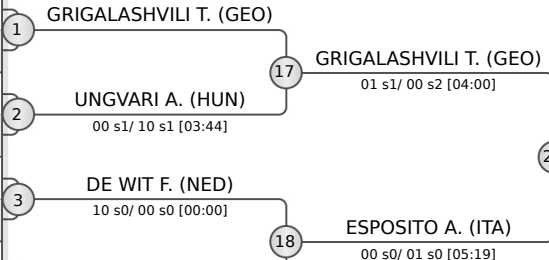 GRIGALASHVILI T. (GEO)
1
GRIGALASHVILI T. (GEO)
17
01 s1/ 00 s2 [04:00]
UNGVARI A. (HUN)
2
00 s1/ 10 s1 [03:44]
2
DE WIT F. (NED)
3
10 s0/ 00 s0 [00:00]
ESPOSITO A. (ITA)
18
00 s0/ 01 s0 [05:19]